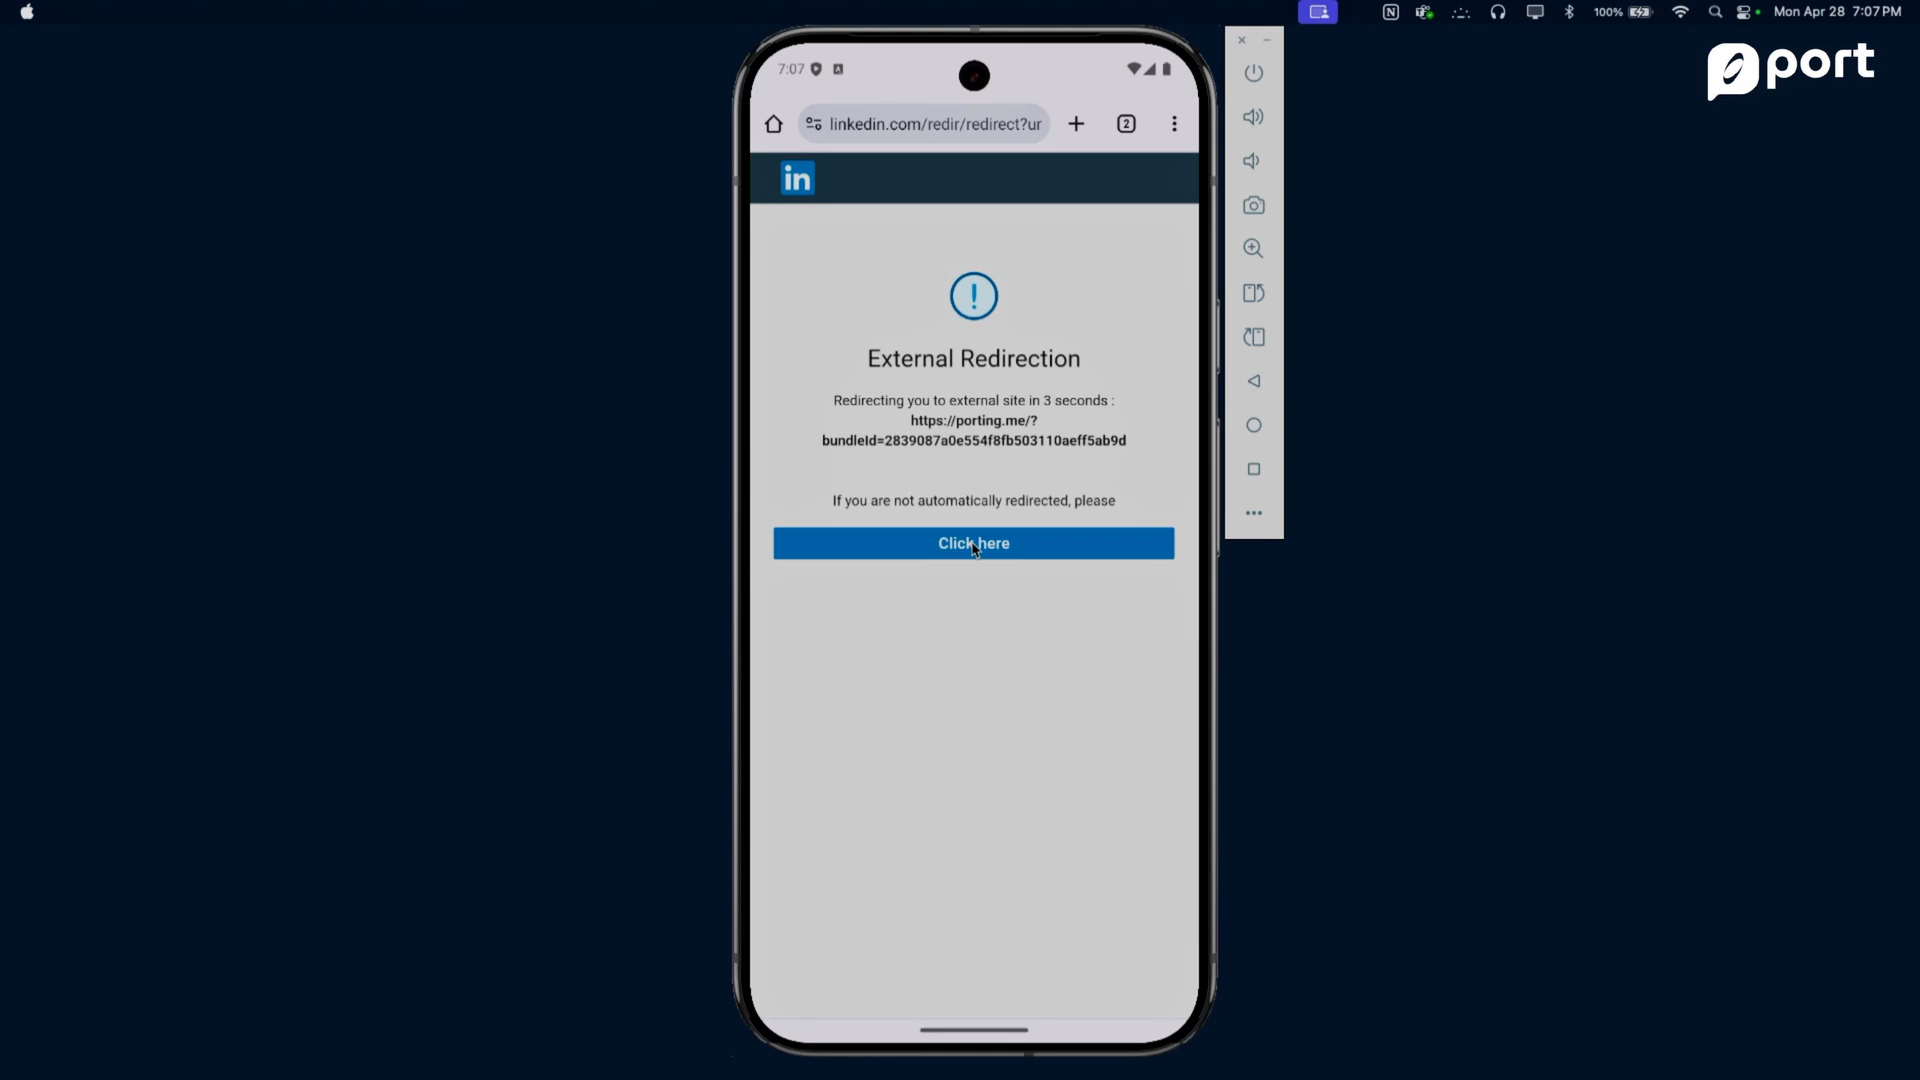 100%
Mon Apr 28 7:07 PM
port
7:07
linkedin.com/redir/redirect?ur
2
in
External Redirection
Redirecting you to external site in 3 seconds :
https://porting.me/?
bundleId=2839087a0e554f8fb503110aeff5ab9d
If you are not automatically redirected, please
Click here